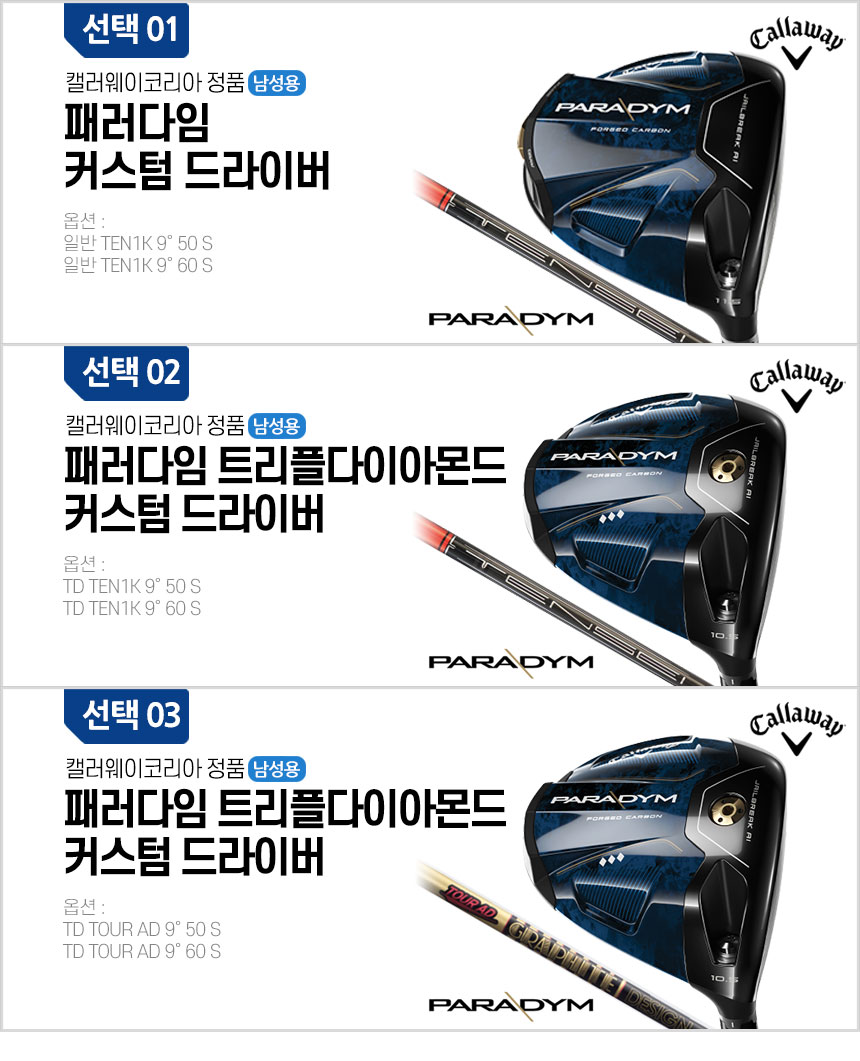 선택 01
Callaway
캘러웨이코리아 정품 남성용
패러다임
커스텀 드라이버
옵션 :
일반 TEN1K 9° 50 S
일반 TEN1K 9° 60 S
PARADYM
FORGED CARBON
JAILBREAK AI
11.5
TENSEI
PARADYM
선택 02
Callaway
캘러웨이코리아 정품 남성용
패러다임 트리플다이아몬드
커스텀 드라이버
옵션 :
TD TEN1K 9° 50 S
TD TEN1K 9° 60 S
PARADYM
FORGED CARBON
JAILBREAK AI
10.5
TENSEI
PARADYM
선택 03
Callaway
캘러웨이코리아 정품 남성용
패러다임 트리플다이아몬드
커스텀 드라이버
옵션 :
TD TOUR AD 9° 50 S
TD TOUR AD 9° 60 S
PARADYM
FORGED CARBON
JAILBREAK AI
10.5
TOUR AD
GRAPHITE DESIGN
PARADYM